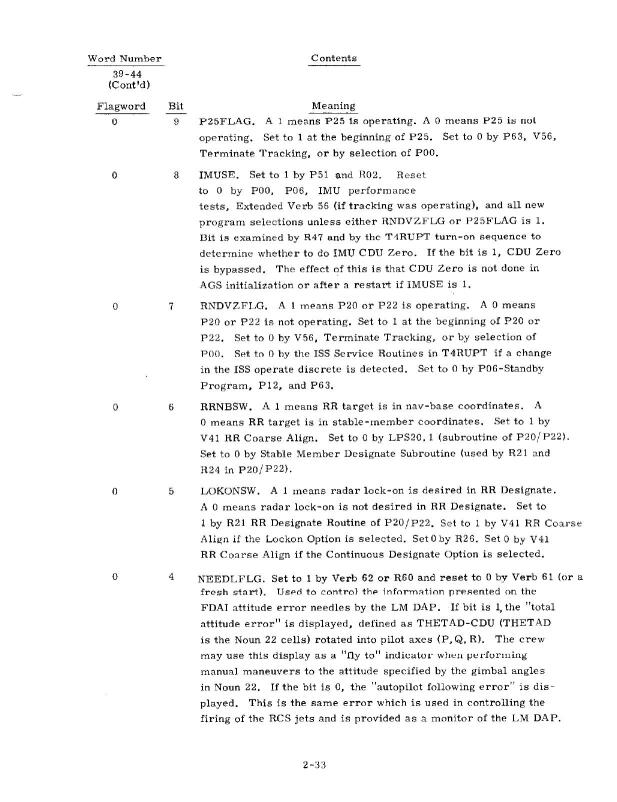 Word Number Contents
39-44
(Cont'd)
Flagword Bit Meaning
0 9 P25FLAG. A 1 means P25 is operating. A 0 means P25 is not
operating. Set to 1 at the beginning of P25. Set to 0 by P63, V56,
Terminate Tracking, or by selection of P00.
0 8 IMUSE. Set to 1 by P51 and R02. Reset
to 0 by P00, P06, IMU performance
tests, Extended Verb 56 (if tracking was operating), and all new
program selections unless either RNDVZFLG or P25FLAG is 1.
Bit is examined by R47 and by the T4RUPT turn-on sequence to
determine whether to do IMU CDU Zero. If the bit is 1, CDU Zero
is bypassed. The effect of this is that CDU Zero is not done in
AGS initialization or after a restart if IMUSE is 1.
0 7 RNDVZFLG. A 1 means P20 or P22 is operating. A 0 means
P20 or P22 is not operating. Set to 1 at the beginning of P20 or
P22. Set to 0 by V56, Terminate Tracking, or by selection of
P00. Set to 0 by the ISS Service Routines in T4RUPT if a change
in the ISS operate discrete is detected. Set to 0 by P06-Standby
Program, P12, and P63.
0 6 RRNBSW. A 1 means RR target is in nav-base coordinates. A
0 means RR target is in stable-member coordinates. Set to 1 by
V41 RR Coarse Align. Set to 0 by LPS20.1 (subroutine of P20/P22).
Set to 0 by Stable Member Designate Subroutine (used by R21 and
R24 in P20/P22).
0 5 LOKONSW. A 1 means radar lock-on is desired in RR Designate.
A 0 means radar lock-on is not desired in RR Designate. Set to
1 by R21 RR Designate Routine of P20/P22. Set to 1 by V41 RR Coarse
Align if the Lockon Option is selected. Set 0 by R26. Set 0 by V41
RR Coarse Align if the Continuous Designate Option is selected.
0 4 NEEDLFLG. Set to 1 by Verb 62 or R60 and reset to 0 by Verb 61 (or a
fresh start). Used to control the information presented on the
FDAI attitude error needles by the LM DAP. If bit is 1, the "total
attitude error" is displayed, defined as THETAD-CDU (THETAD
is the Noun 22 cells) rotated into pilot axes (P, Q, R). The crew
may use this display as a "fly to" indicator when performing
manual maneuvers to the attitude specified by the gimbal angles
in Noun 22. If the bit is 0, the "autopilot following error" is dis-
played. This is the same error which is used in controlling the
firing of the RCS jets and is provided as a monitor of the LM DAP.
2-33